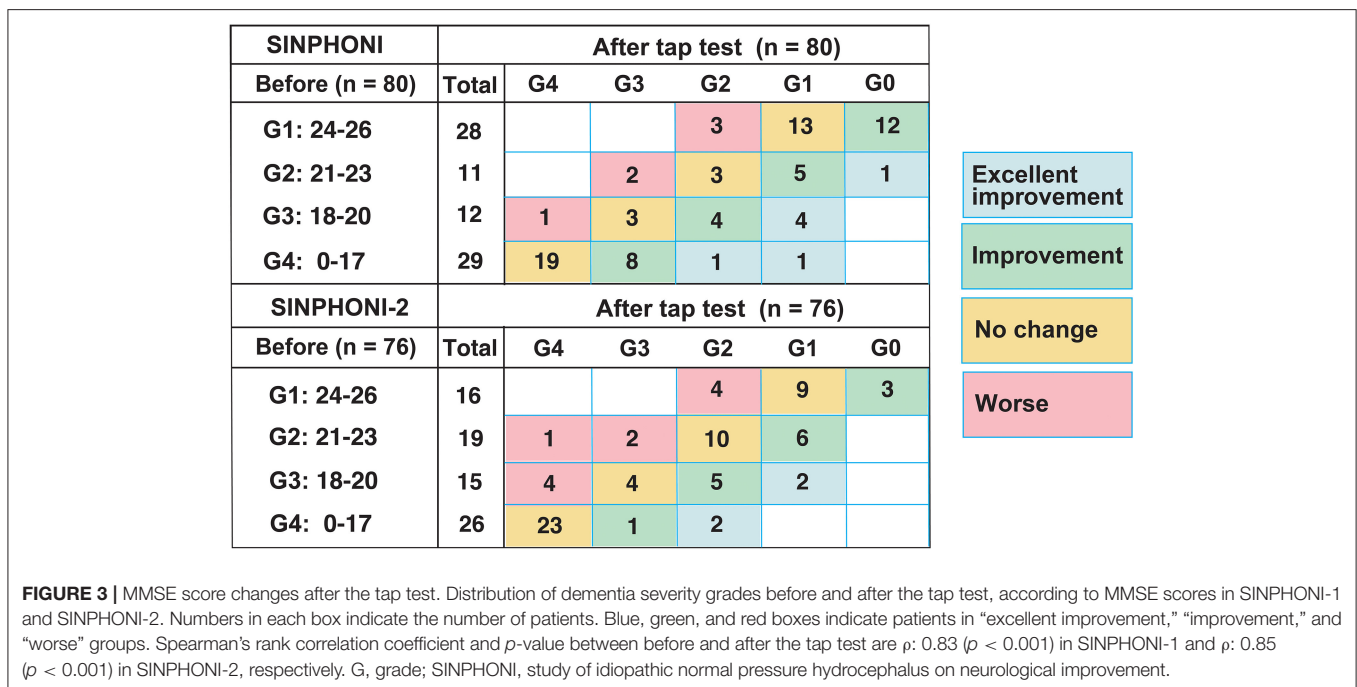 SINPHONI After tap test (n = 80)
Before (n = 80) Total G4 G3 G2 G1 G0
G1: 24-26 28 3 13 12
G2: 21-23 11 2 3 5 1
G3: 18-20 12 1 3 4 4
G4: 0-17 29 19 8 1 1
SINPHONI-2 After tap test (n = 76)
Before (n = 76) Total G4 G3 G2 G1 G0
G1: 24-26 16 4 9 3
G2: 21-23 19 1 2 10 6
G3: 18-20 15 4 4 5 2
G4: 0-17 26 23 1 2
Excellent
improvement
Improvement
No change
Worse
FIGURE 3 | MMSE score changes after the tap test. Distribution of dementia severity grades before and after the tap test, according to MMSE scores in SINPHONI-1
and SINPHONI-2. Numbers in each box indicate the number of patients. Blue, green, and red boxes indicate patients in “excellent improvement,” “improvement,” and
“worse” groups. Spearman’s rank correlation coefficient and p-value between before and after the tap test are ρ: 0.83 (p < 0.001) in SINPHONI-1 and ρ: 0.85
(p < 0.001) in SINPHONI-2, respectively. G, grade; SINPHONI, study of idiopathic normal pressure hydrocephalus on neurological improvement.